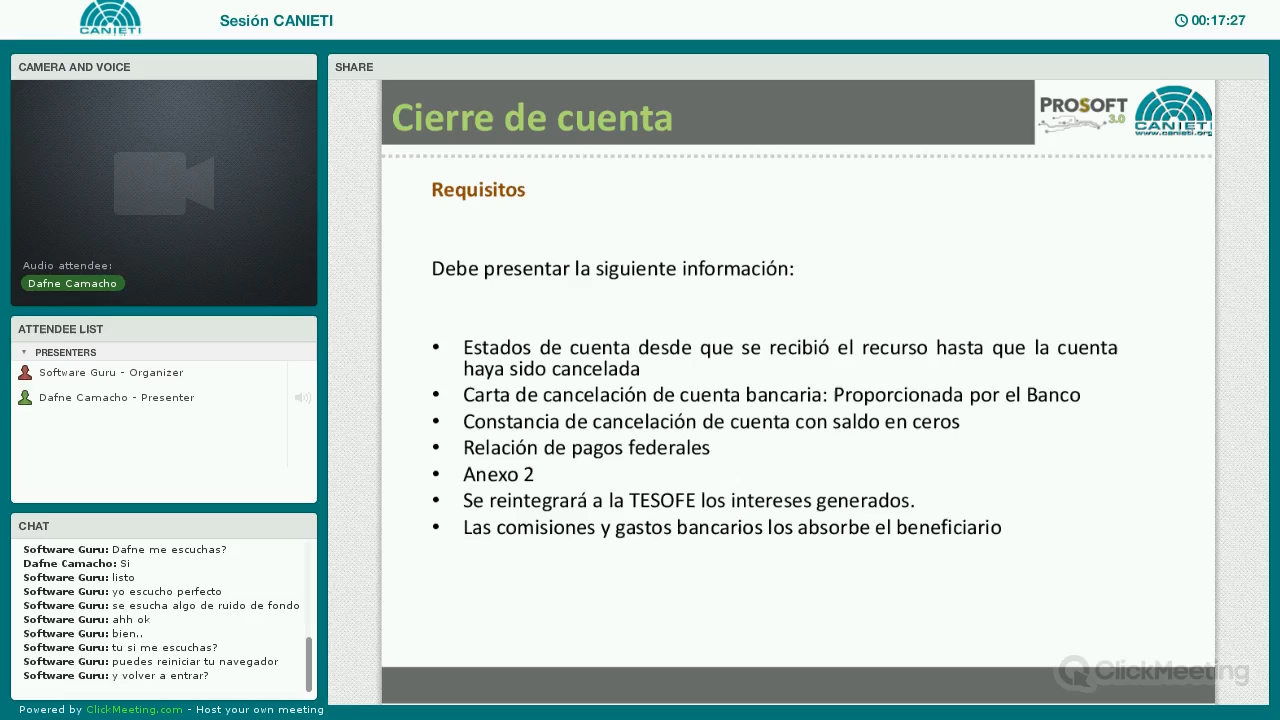 CANIETI
Sesión CANIETI
00:17:27
CAMERA AND VOICE
Audio attendee:
Dafne Camacho
ATTENDEE LIST
PRESENTERS
Software Guru - Organizer
Dafne Camacho - Presenter
CHAT
Software Guru: Dafne me escuchas?
Dafne Camacho: Si
Software Guru: listo
Software Guru: yo escucho perfecto
Software Guru: se esucha algo de ruido de fondo
Software Guru: ahh ok
Software Guru: bien..
Software Guru: tu si me escuchas?
Software Guru: puedes reiniciar tu navegador
Software Guru: y volver a entrar?
Powered by ClickMeeting.com - Host your own meeting
SHARE
Cierre de cuenta
PROSOFT
3.0
CANIETI
www.canieti.org
Requisitos
Debe presentar la siguiente información:
• Estados de cuenta desde que se recibió el recurso hasta que la cuenta
haya sido cancelada
• Carta de cancelación de cuenta bancaria: Proporcionada por el Banco
• Constancia de cancelación de cuenta con saldo en ceros
• Relación de pagos federales
• Anexo 2
• Se reintegrará a la TESOFE los intereses generados.
• Las comisiones y gastos bancarios los absorbe el beneficiario
ClickMeeting